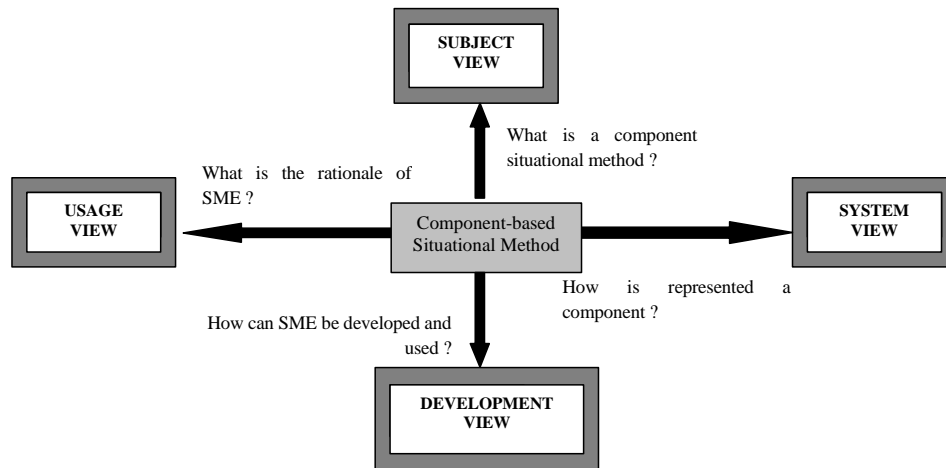 SUBJECT
VIEW
What is a component
situational method ?
What is the rationale of
SME ?
USAGE
VIEW
Component-based
Situational Method
SYSTEM
VIEW
How is represented a
component ?
How can SME be developed and
used ?
DEVELOPMENT
VIEW